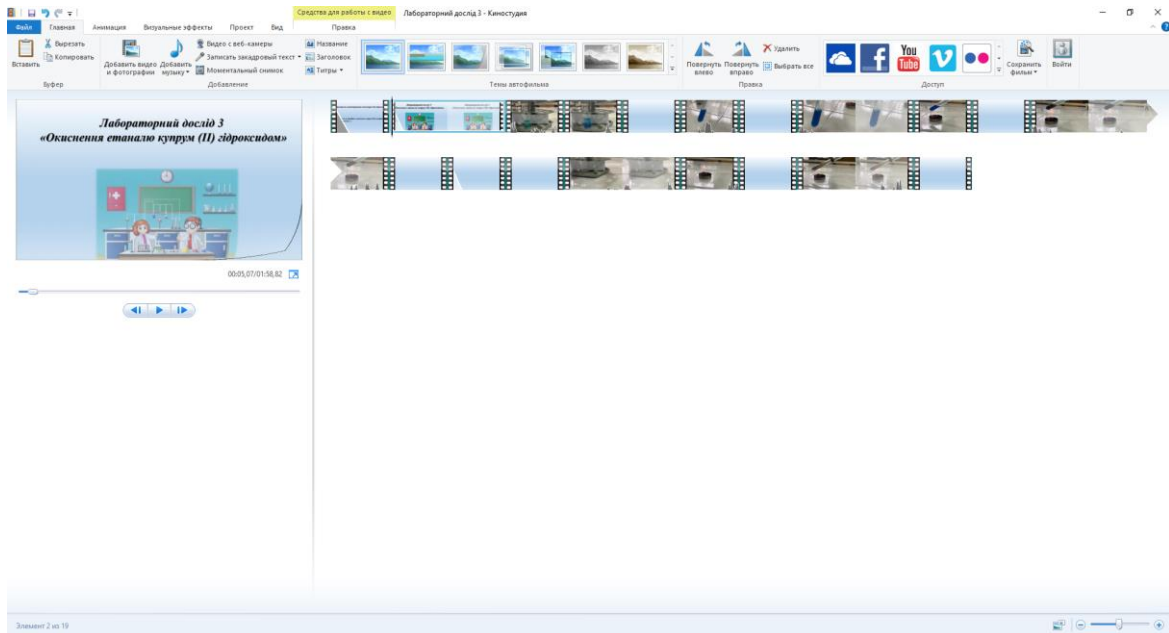 Средства для работы с видео
Лабораторний дослід 3 - Киностудия
Файл
Главная
Анимация
Визуальные эффекты
Проект
Вид
Правка
Вставить
Вырезать
Копировать
Буфер
Добавить видео и фотографии
Добавить музыку
Видео с веб-камеры
Записать закадровый текст
Моментальный снимок
Добавление
Название
Заголовок
Титры
Темы автофильма
Повернуть влево
Повернуть вправо
Удалить
Выбрать все
Правка
You Tube
Доступ
Сохранить фильм
Войти
Лабораторний дослід 3
«Окиснення етаналю купрум (ІІ) гідроксидом»
00:05,07/01:58,82
Элемент 2 из 19